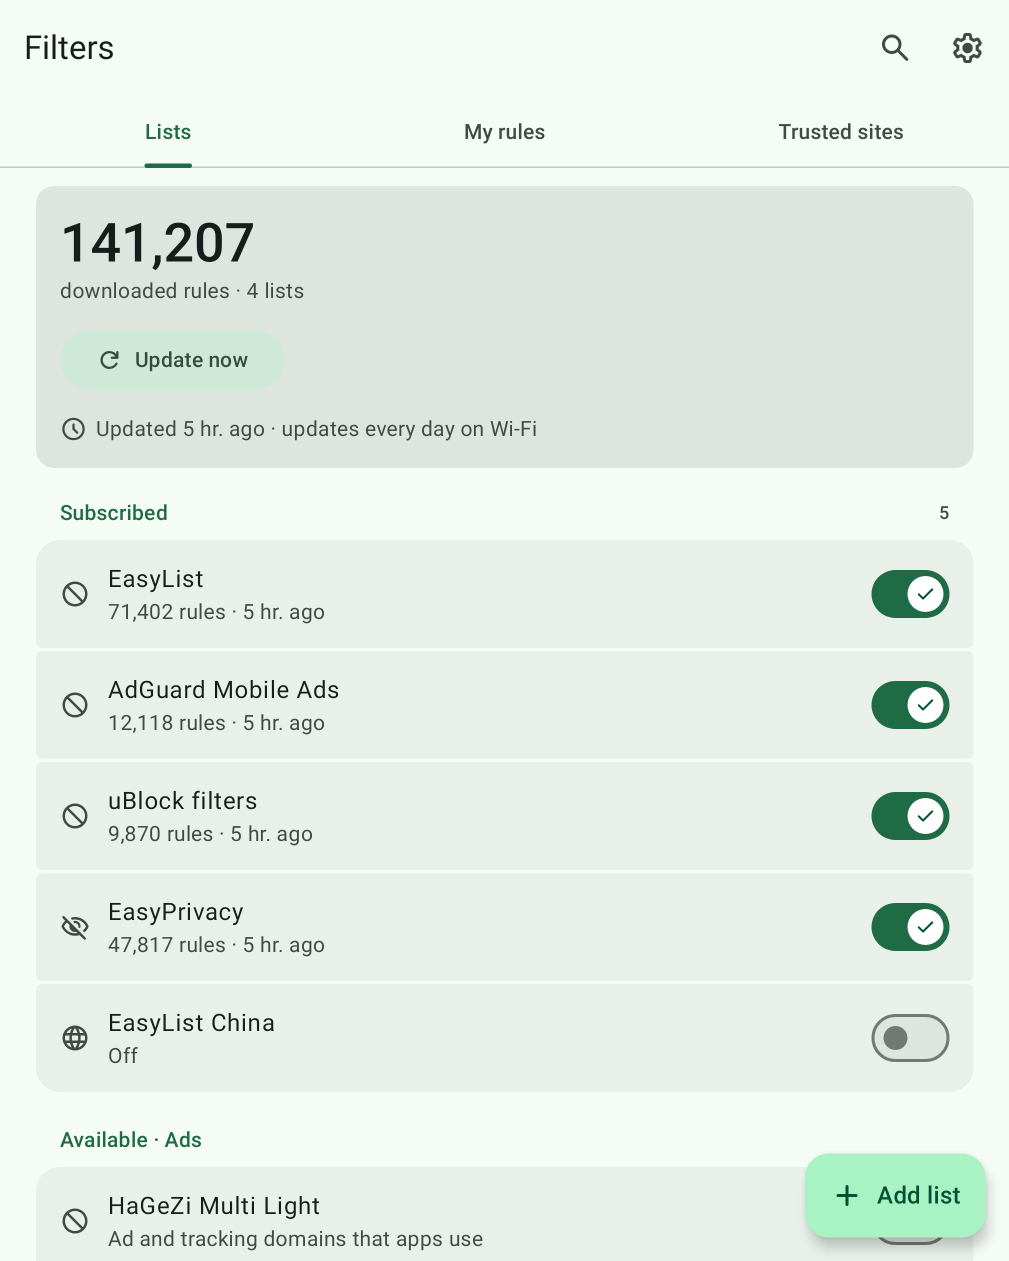 Filters
Lists
My rules
Trusted sites
141,207
downloaded rules · 4 lists
Update now
Updated 5 hr. ago · updates every day on Wi-Fi
Subscribed
5
EasyList
71,402 rules · 5 hr. ago
AdGuard Mobile Ads
12,118 rules · 5 hr. ago
uBlock filters
9,870 rules · 5 hr. ago
EasyPrivacy
47,817 rules · 5 hr. ago
EasyList China
Off
Available · Ads
HaGeZi Multi Light
Ad and tracking domains that apps use
Add list